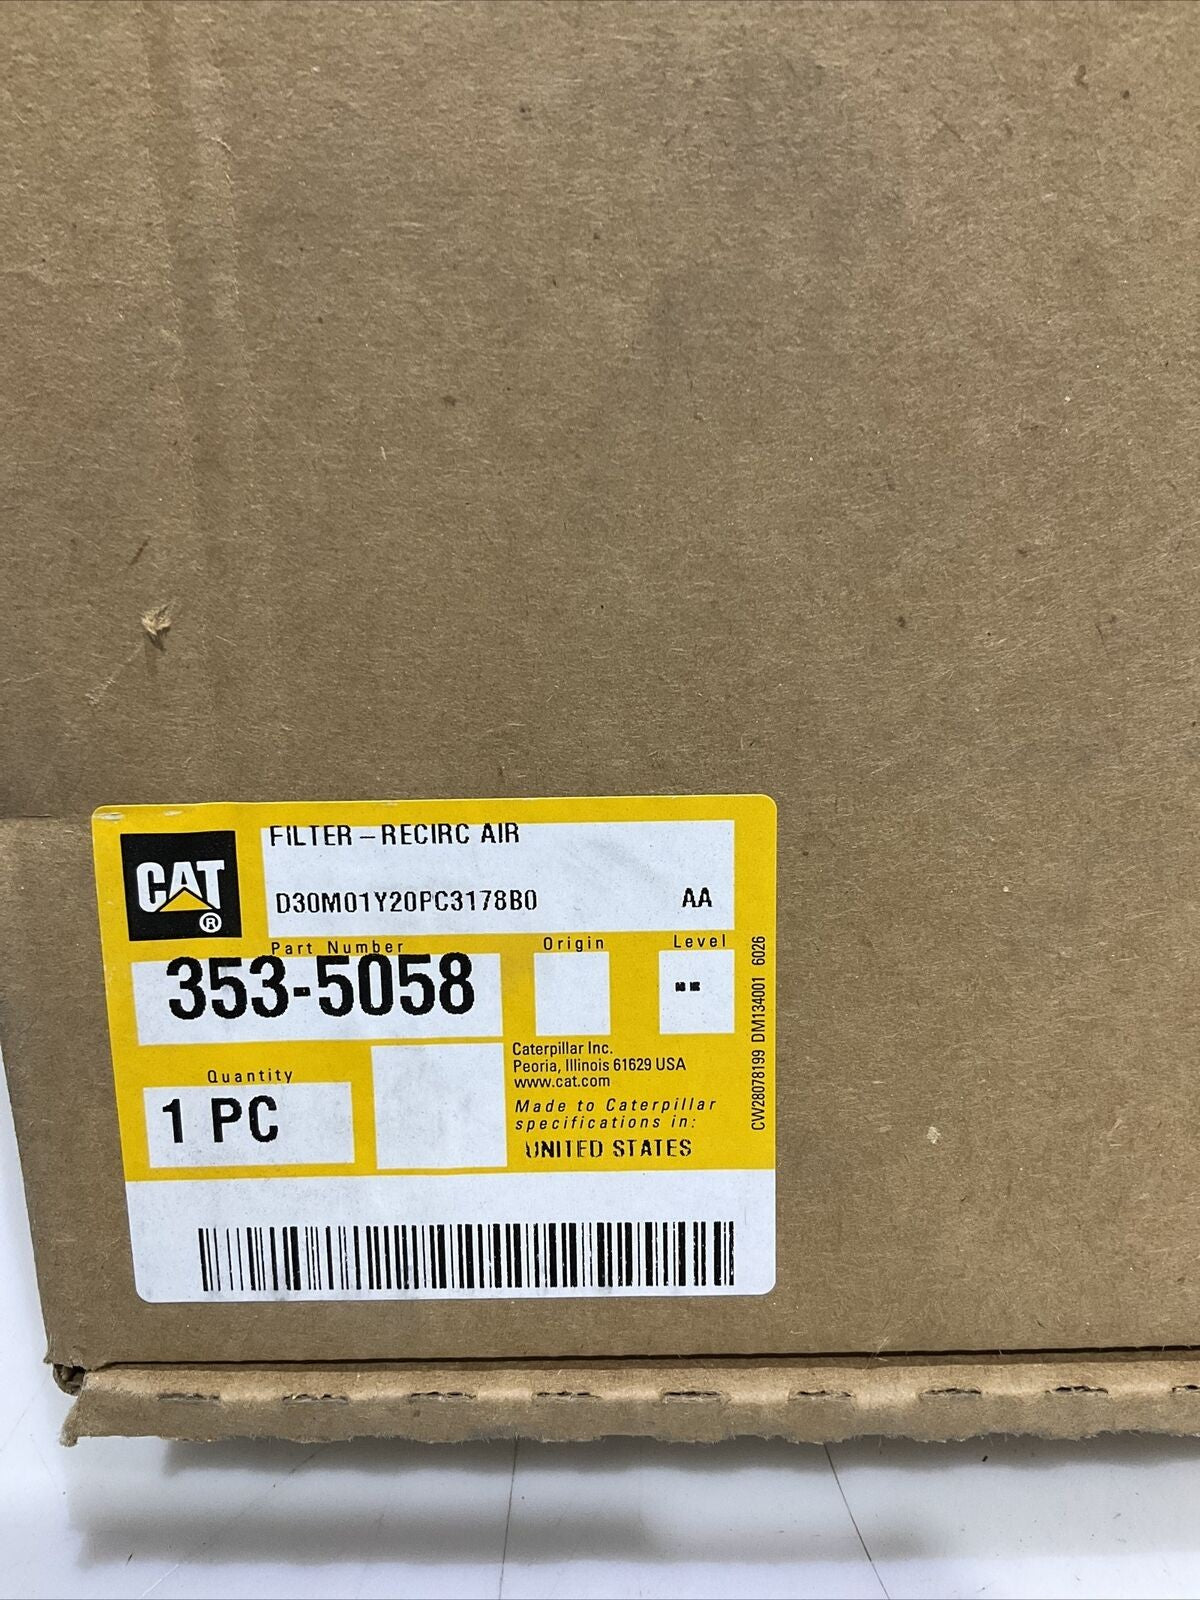 CAT
®
FILTER - RECIRC AIR
D30M01Y20PC3178B0 AA
Part Number Origin Level
353-5058 --
Quantity
1 PC
Caterpillar Inc.
Peoria, Illinois 61629 USA
www.cat.com
Made to Caterpillar
specifications in:
UNITED STATES
CW28078199 DM134001 6026